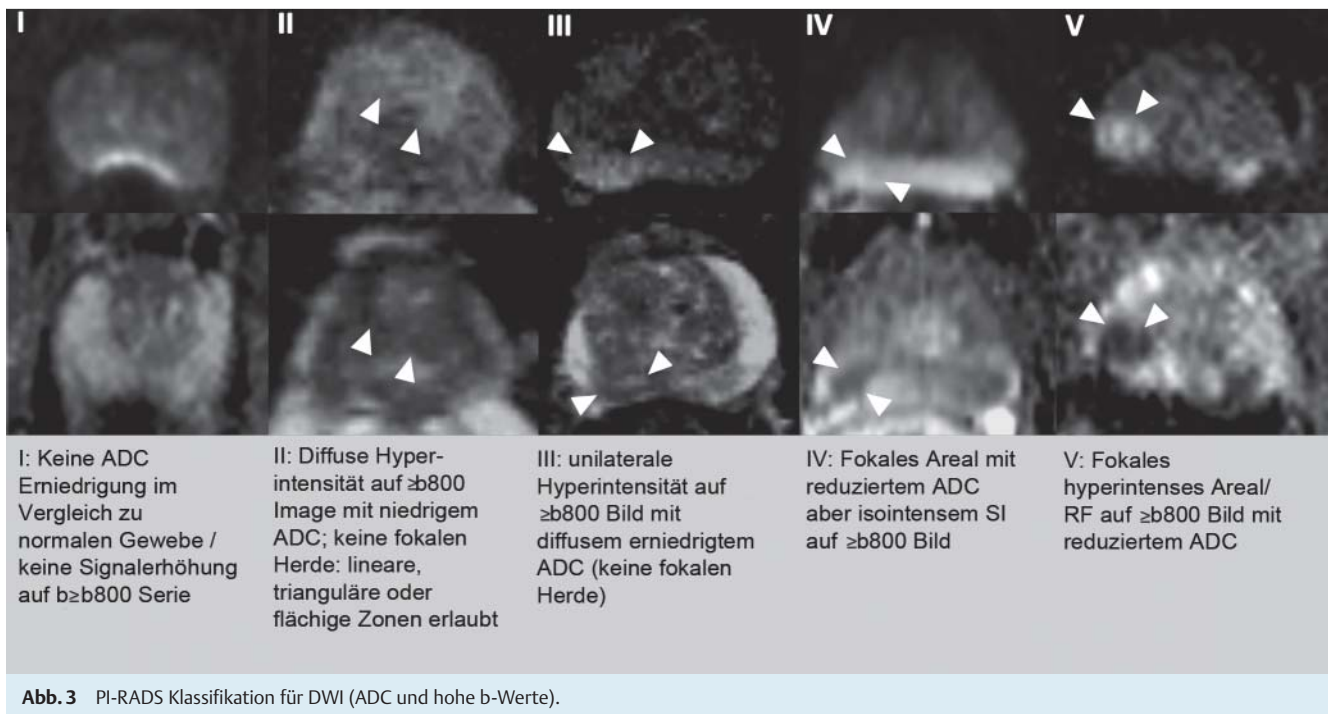 I
II
III
IV
V
I: Keine ADC
Erniedrigung im
Vergleich zu
normalen Gewebe /
keine Signalerhöhung
auf b≥b800 Serie
II: Diffuse Hyper-
intensität auf ≥b800
Image mit niedrigem
ADC; keine fokalen
Herde: lineare,
trianguläre oder
flächige Zonen erlaubt
III: unilaterale
Hyperintensität auf
≥b800 Bild mit
diffusem erniedrigtem
ADC (keine fokalen
Herde)
IV: Fokales Areal mit
reduziertem ADC
aber isointensem SI
auf ≥b800 Bild
V: Fokales
hyperintenses Areal/
RF auf ≥b800 Bild mit
reduziertem ADC
Abb. 3 PI-RADS Klassifikation für DWI (ADC und hohe b-Werte).